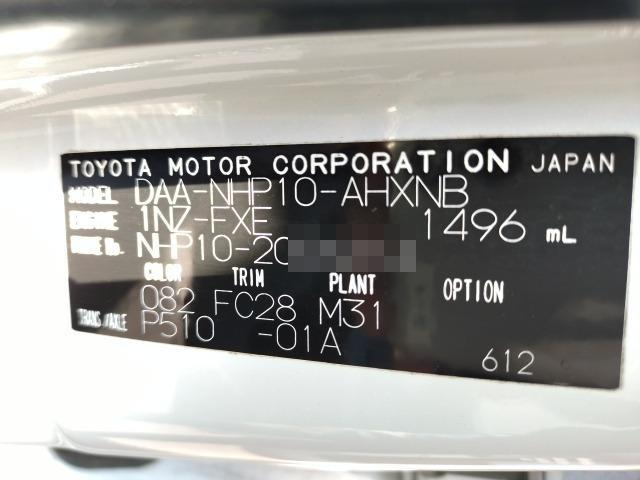 TOYOTA MOTOR CORPORATION JAPAN
MODEL DAA-NHP10-AHXNB
ENGINE 1NZ-FXE 1496 mL
FRAME No. NHP10-20
COLOR TRIM PLANT OPTION
082 FC28 M31
TRANS/AXLE P510 -01A
612